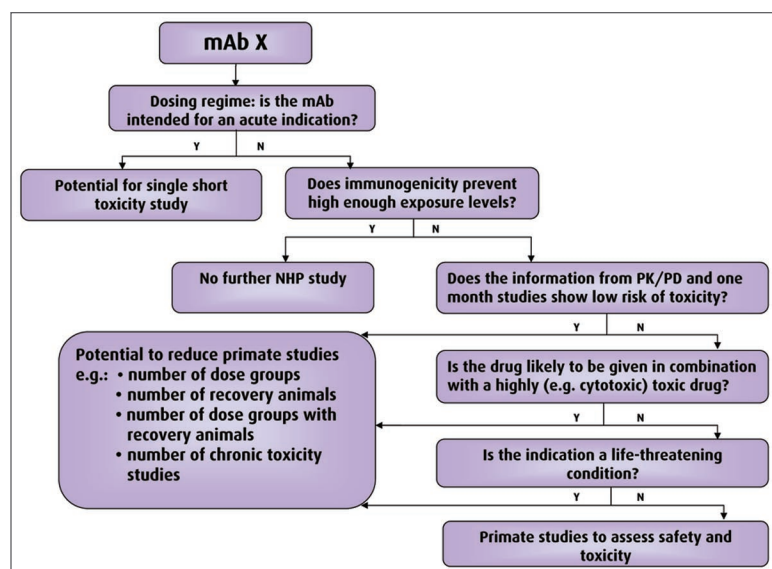 mAb X
Dosing regime: is the mAb
intended for an acute indication?
Y N
Potential for single short
toxicity study
Does immunogenicity prevent
high enough exposure levels?
Y N
No further NHP study
Does the information from PK/PD and one
month studies show low risk of toxicity?
Y N
Potential to reduce primate studies
e.g.: • number of dose groups
• number of recovery animals
• number of dose groups with
recovery animals
• number of chronic toxicity
studies
Is the drug likely to be given in combination
with a highly (e.g. cytotoxic) toxic drug?
Y N
Is the indication a life-threatening
condition?
Y N
Primate studies to assess safety and
toxicity